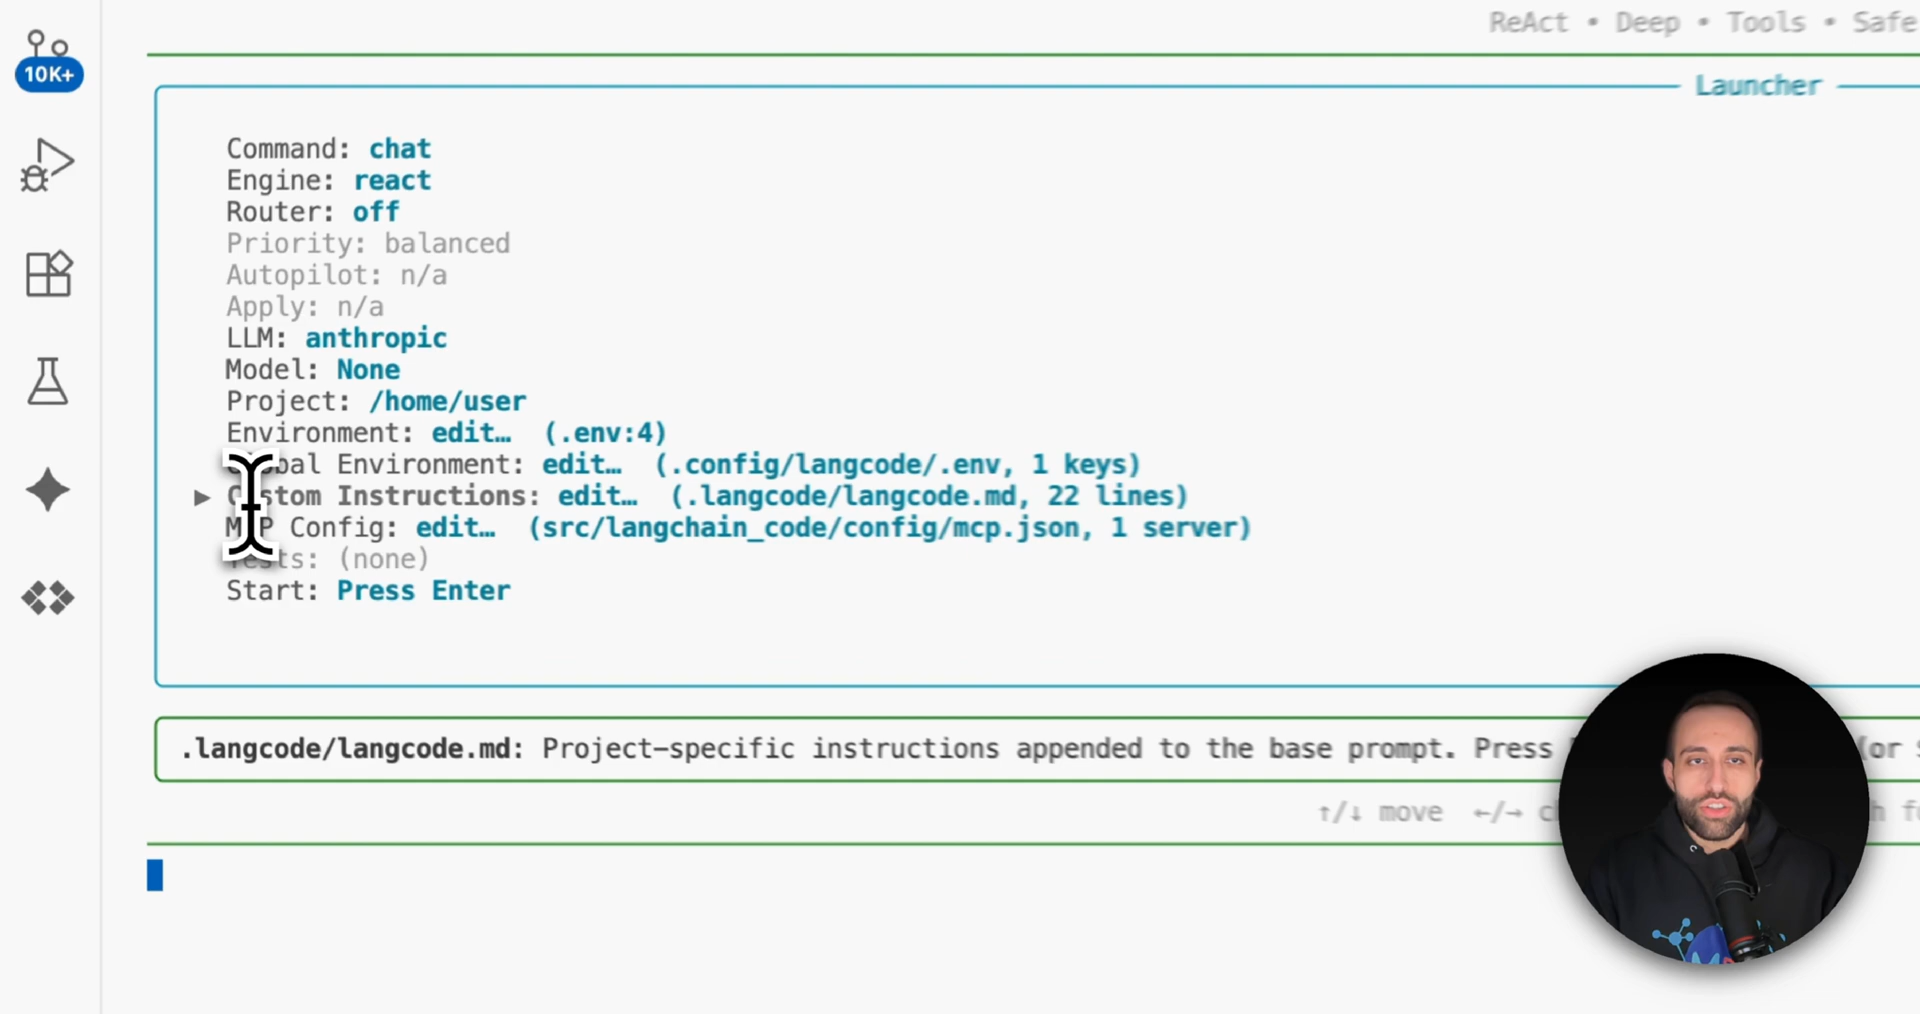 ReAct • Deep • Tools • Safe
10K+
Launcher
Command: chat
Engine: react
Router: off
Priority: balanced
Autopilot: n/a
Apply: n/a
LLM: anthropic
Model: None
Project: /home/user
Environment: edit… (.env:4)
Environment: edit… (.config/langcode/.env, 1 keys)
▶ Instructions: edit… (.langcode/langcode.md, 22 lines)
Config: edit… (src/langchain_code/config/mcp.json, 1 server)
(none)
Start: Press Enter
.langcode/langcode.md: Project-specific instructions appended to the base prompt. Press (or
↑/↓ move ←/→